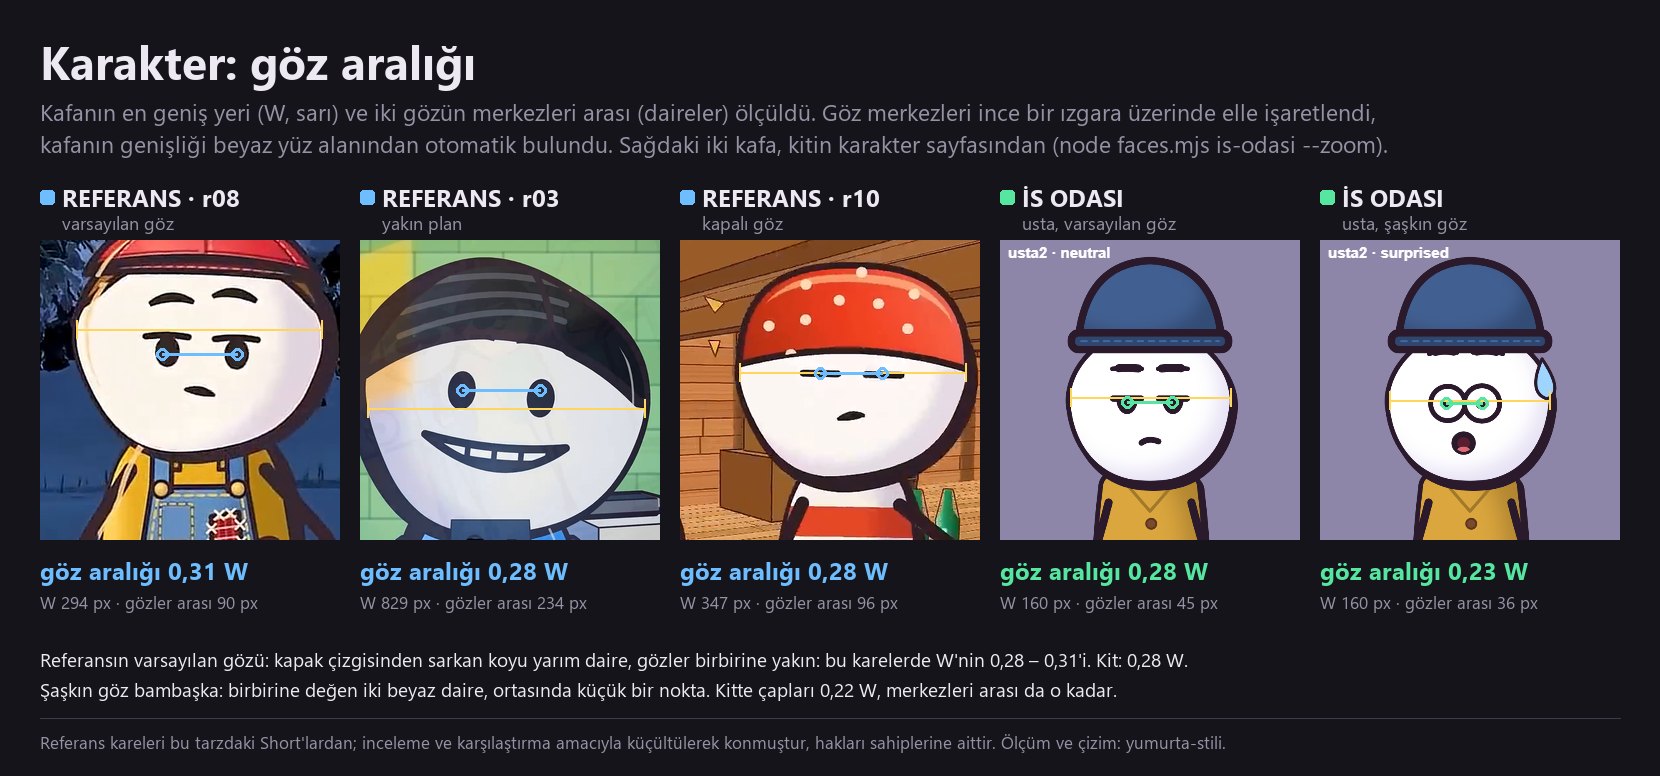 Karakter: göz aralığı
Kafanın en geniş yeri (W, sarı) ve iki gözün merkezleri arası (daireler) ölçüldü. Göz merkezleri ince bir ızgara üzerinde elle işaretlendi,
kafanın genişliği beyaz yüz alanından otomatik bulundu. Sağdaki iki kafa, kitin karakter sayfasından (node faces.mjs is-odasi --zoom).
REFERANS · r08
varsayılan göz
REFERANS · r03
yakın plan
REFERANS · r10
kapalı göz
İS ODASI
usta, varsayılan göz
İS ODASI
usta, şaşkın göz
usta2 · neutral
usta2 · surprised
göz aralığı 0,31 W
W 294 px · gözler arası 90 px
göz aralığı 0,28 W
W 829 px · gözler arası 234 px
göz aralığı 0,28 W
W 347 px · gözler arası 96 px
göz aralığı 0,28 W
W 160 px · gözler arası 45 px
göz aralığı 0,23 W
W 160 px · gözler arası 36 px
Referansın varsayılan gözü: kapak çizgisinden sarkan koyu yarım daire, gözler birbirine yakın: bu karelerde W'nin 0,28 – 0,31'i. Kit: 0,28 W.
Şaşkın göz bambaşka: birbirine değen iki beyaz daire, ortasında küçük bir nokta. Kitte çapları 0,22 W, merkezleri arası da o kadar.
Referans kareleri bu tarzdaki Short'lardan; inceleme ve karşılaştırma amacıyla küçültülerek konmuştur, hakları sahiplerine aittir. Ölçüm ve çizim: yumurta-stili.